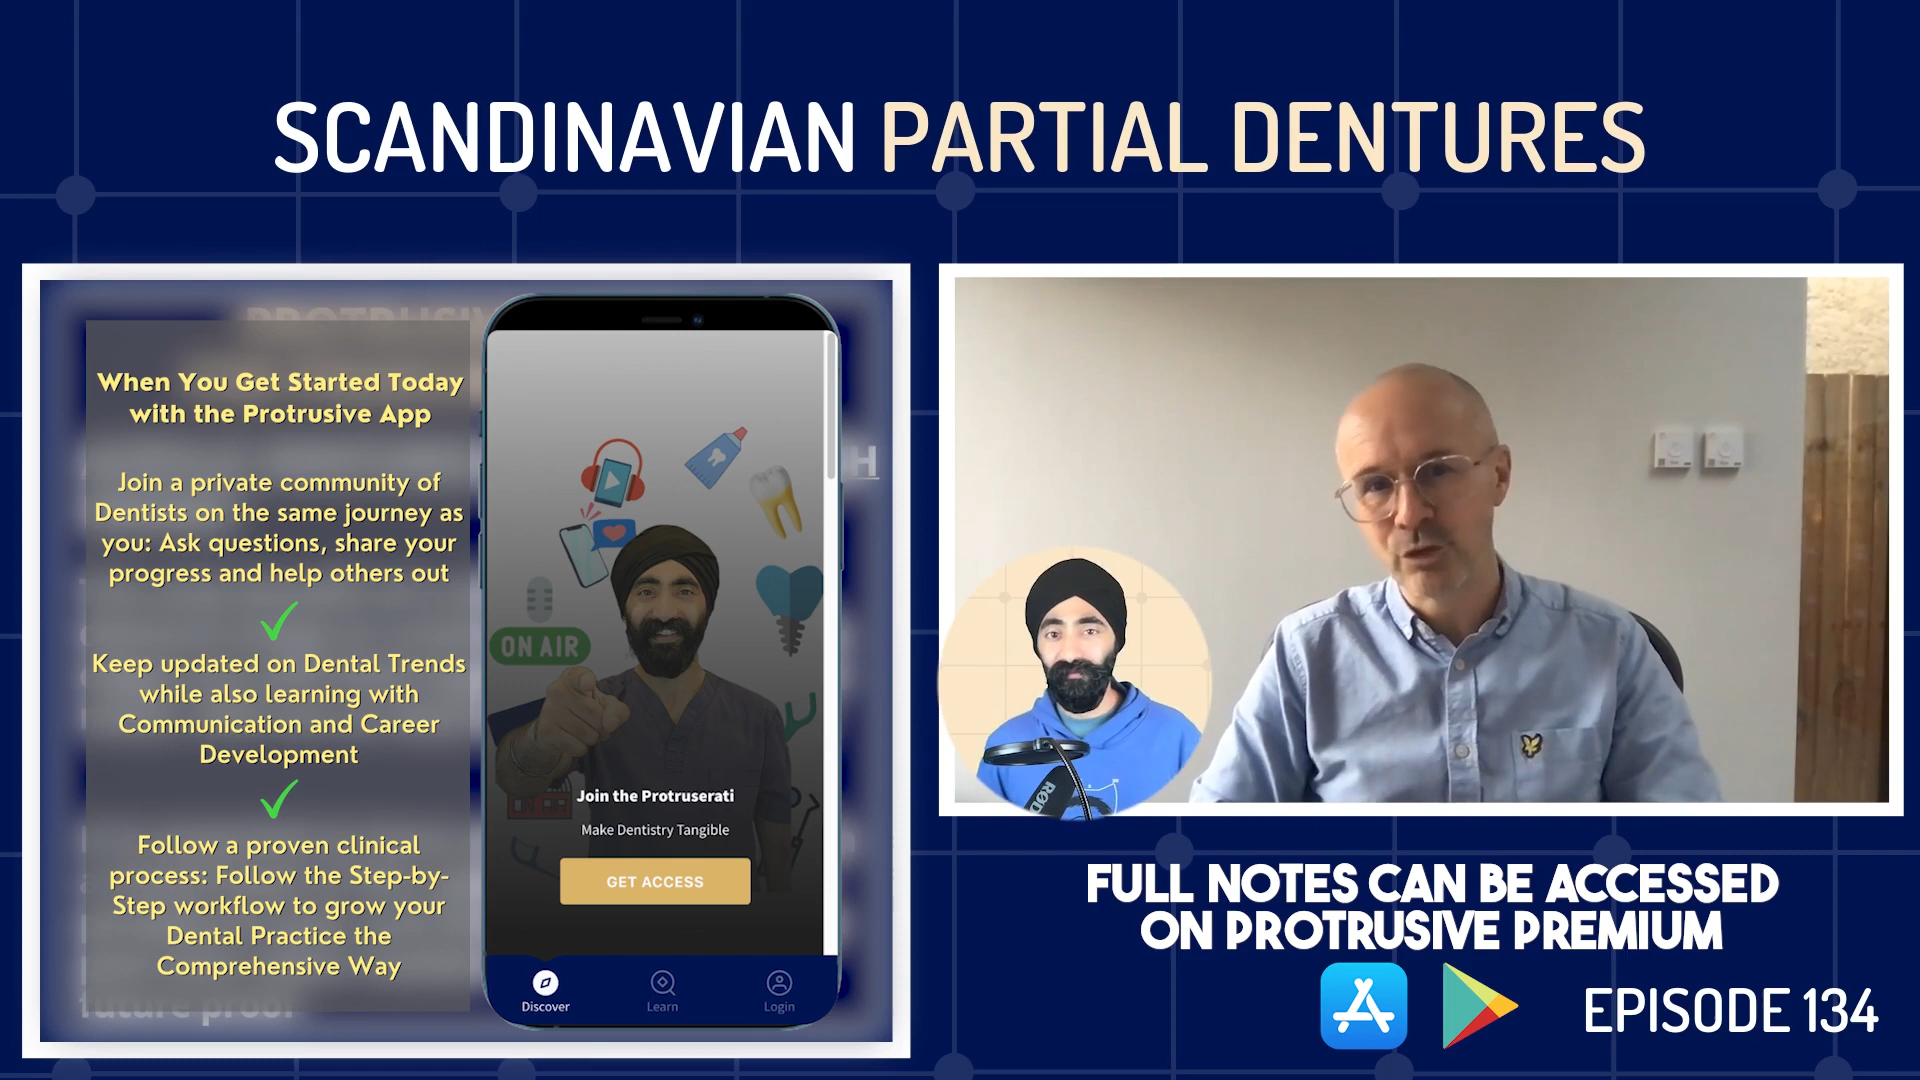 SCANDINAVIAN PARTIAL DENTURES
When You Get Started Today
with the Protrusive App
Join a private community of
Dentists on the same journey as
you: Ask questions, share your
progress and help others out
Keep updated on Dental Trends
while also learning with
Communication and Career
Development
Follow a proven clinical
process: Follow the Step-by-
Step workflow to grow your
Dental Practice the
Comprehensive Way
future proof
H
ON AIR
Join the Protruserati
Make Dentistry Tangible
GET ACCESS
Discover
Learn
Login
RØDE
FULL NOTES CAN BE ACCESSED
ON PROTRUSIVE PREMIUM
EPISODE 134